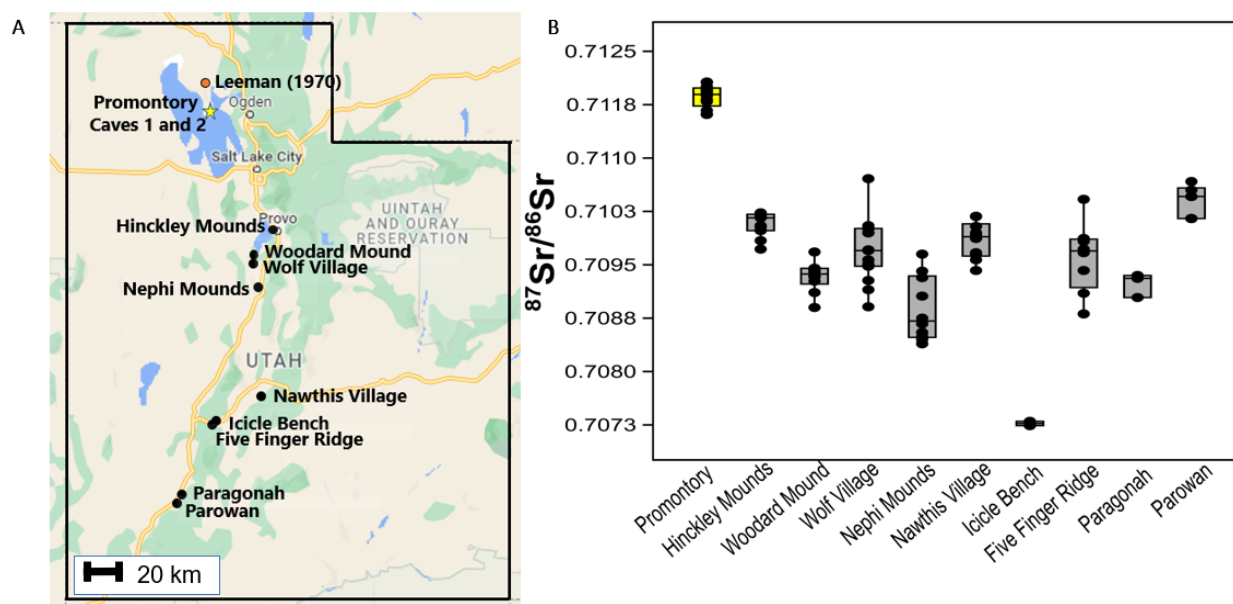 A
Leeman (1970)
Promontory
Caves 1 and 2
Ogden
Salt Lake City
Provo
Hinckley Mounds
UINTAH
AND OURAY
RESERVATION
Woodard Mound
Wolf Village
Nephi Mounds
UTAH
Nawthis Village
Icicle Bench
Five Finger Ridge
Paragonah
Parowan
20 km
B
87Sr/86Sr
0.7125
0.7118
0.7110
0.7103
0.7095
0.7088
0.7080
0.7073
Promontory
Hinckley Mounds
Woodard Mound
Wolf Village
Nephi Mounds
Nawthis Village
Icicle Bench
Five Finger Ridge
Paragonah
Parowan